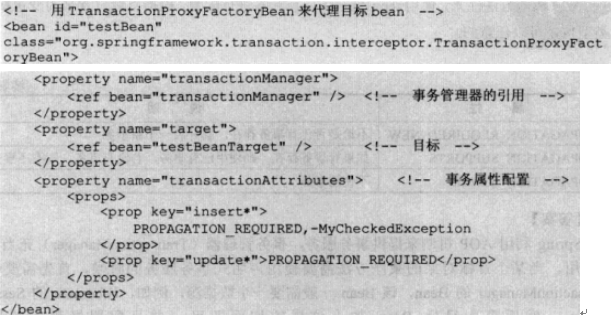 <!-- 用 TransactionProxyFactoryBean 来代理目标 bean -->
<bean id="testBean"
class="org.springframework.transaction.interceptor.TransactionProxyFact
oryBean">
<property name="transactionManager">
<ref bean="transactionManager" /> <!-- 事务管理器的引用 -->
</property>
<property name="target">
<ref bean="testBeanTarget" /> <!-- 目标 -->
</property>
<property name="transactionAttributes"> <!-- 事务属性配置 -->
<props>
<prop key="insert*">
PROPAGATION_REQUIRED,-MyCheckedException
</prop>
<prop key="update*">PROPAGATION_REQUIRED</prop>
</props>
</property>
</bean>